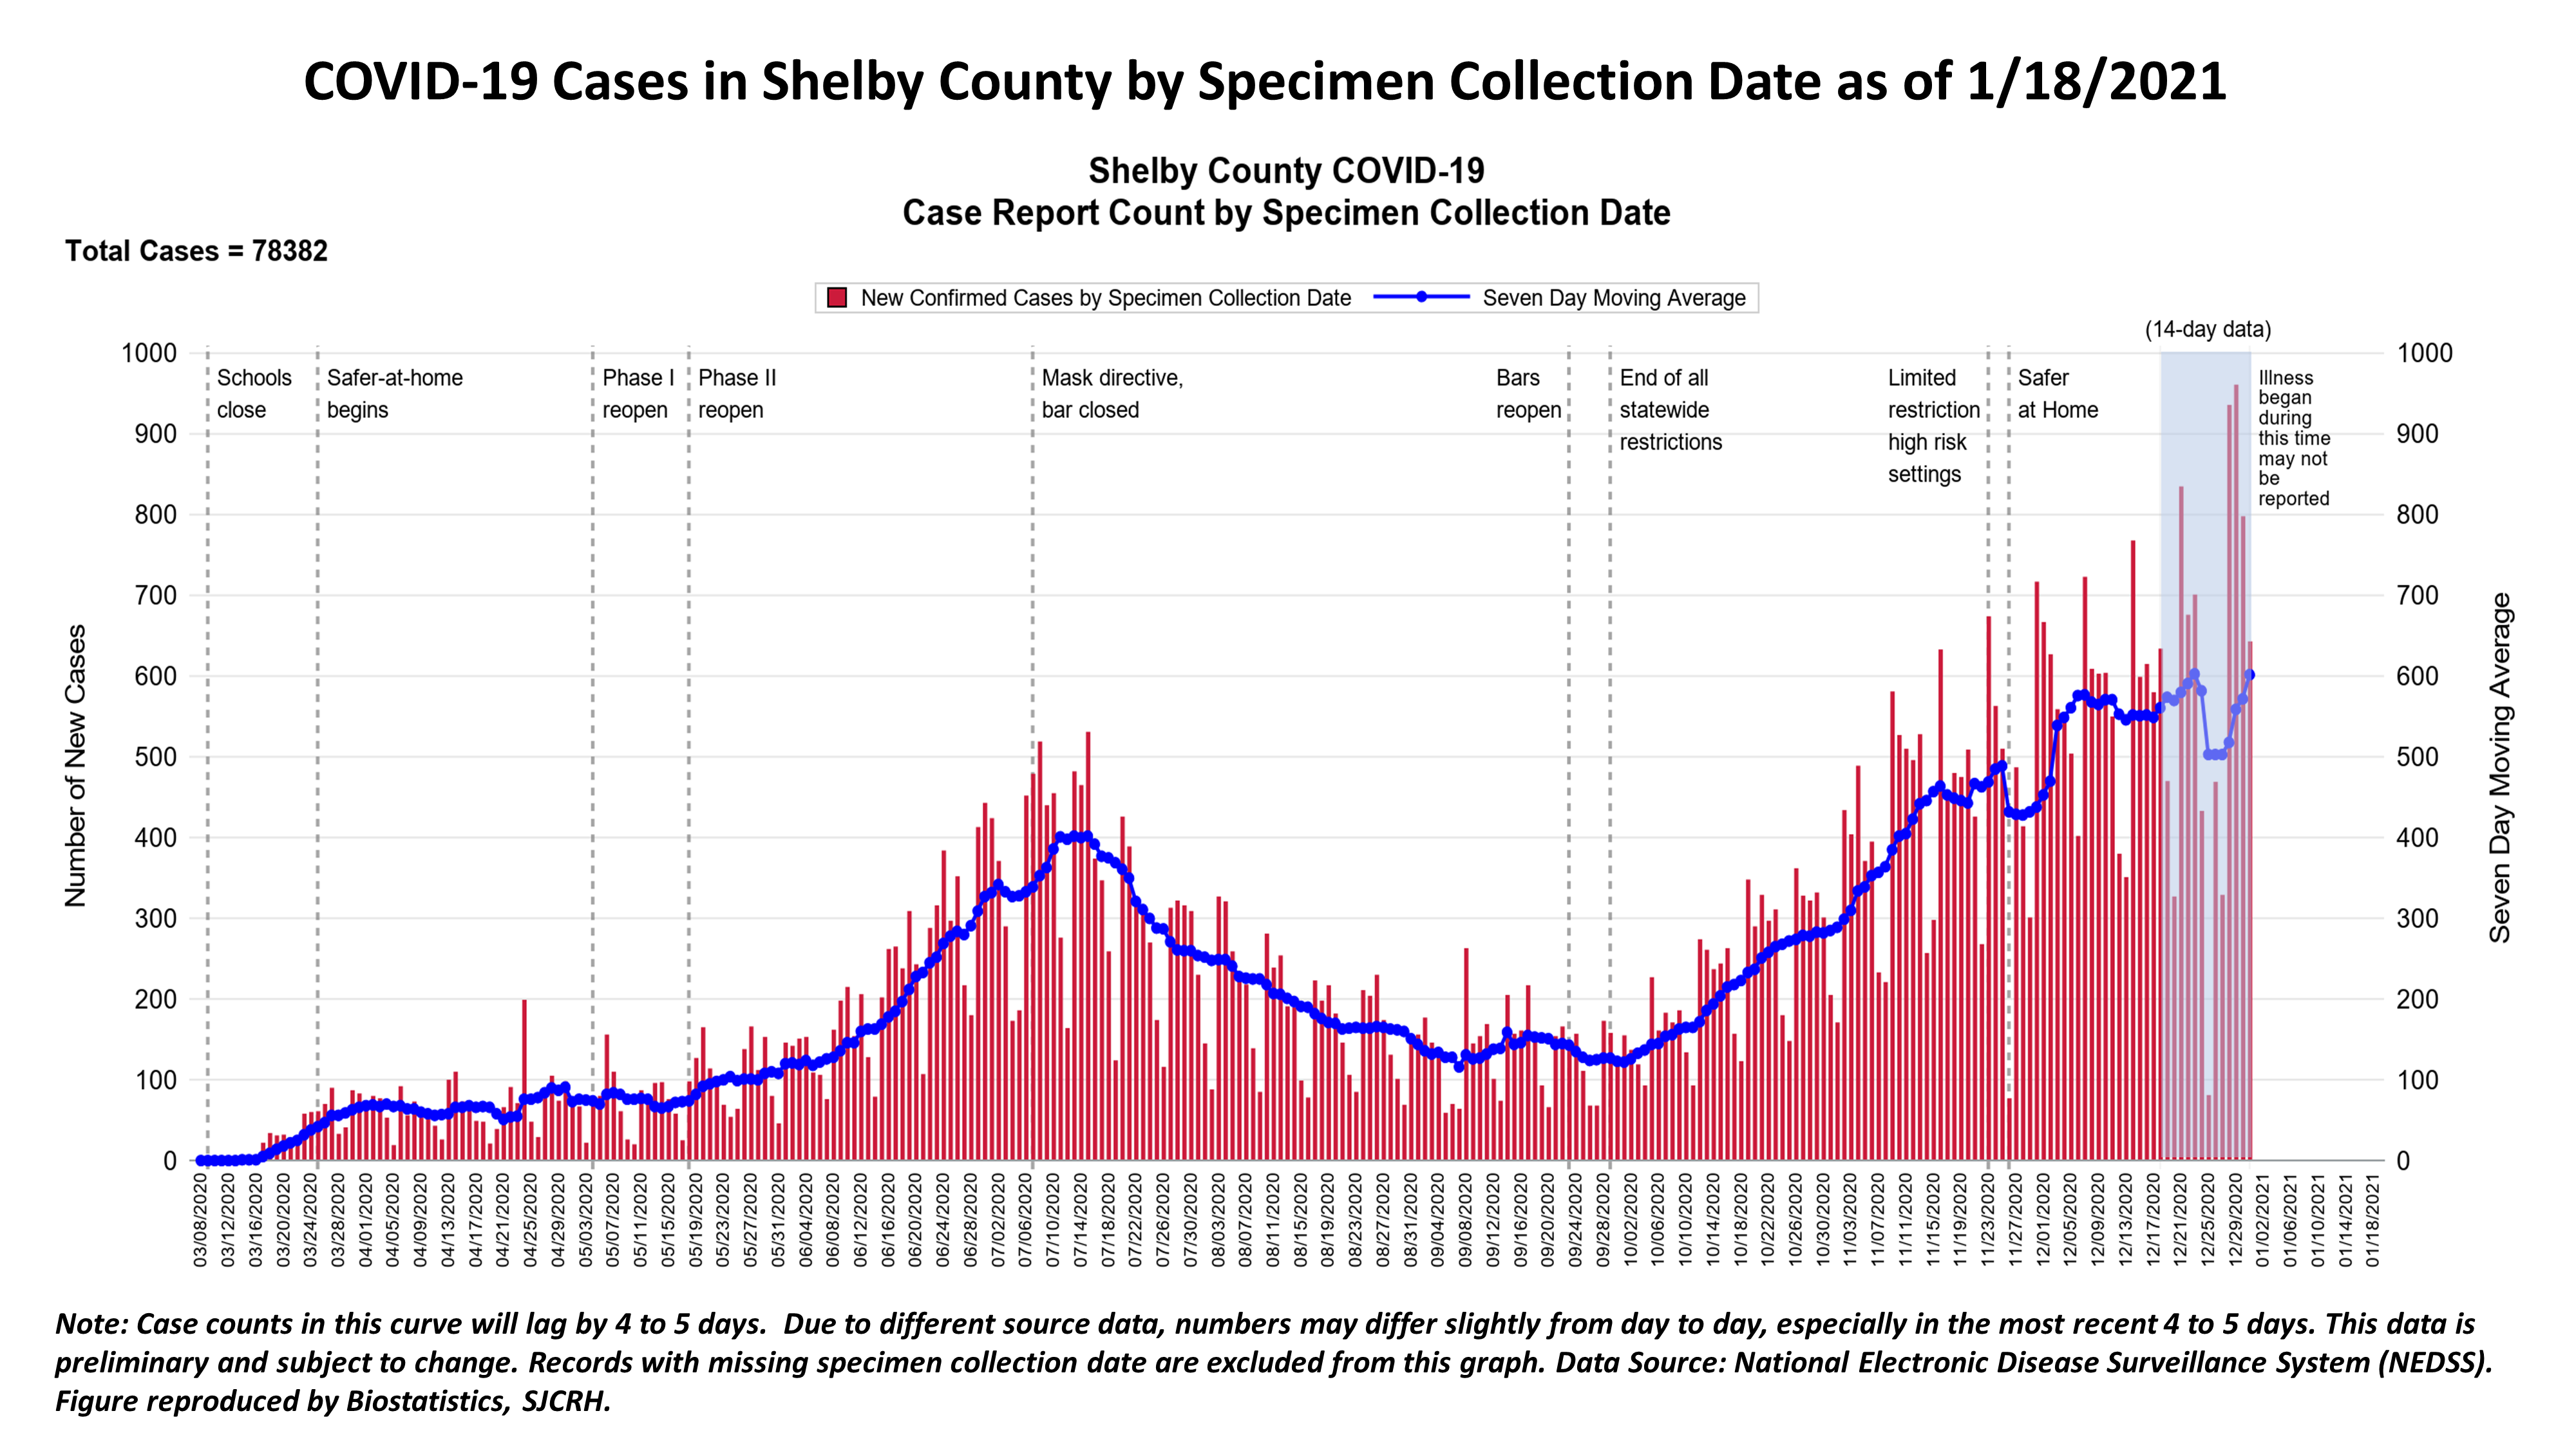 COVID-19 Cases in Shelby County by Specimen Collection Date as of 1/18/2021
Shelby County COVID-19
Case Report Count by Specimen Collection Date
Total Cases = 78382
New Confirmed Cases by Specimen Collection Date
Seven Day Moving Average
(14-day data)
Schools
close
Safer-at-home
begins
Phase I
reopen
Phase II
reopen
Mask directive,
bar closed
Bars
reopen
End of all
statewide
restrictions
Limited
restriction
high risk
settings
Safer
at Home
Illness
began
during
this time
may not
be
reported
Number of New Cases
1000
900
800
700
600
500
400
300
200
100
0
1000
900
800
700
600
500
400
300
200
100
0
Seven Day Moving Average
03/08/2020
03/12/2020
03/16/2020
03/20/2020
03/24/2020
03/28/2020
04/01/2020
04/05/2020
04/09/2020
04/13/2020
04/17/2020
04/21/2020
04/25/2020
04/29/2020
05/03/2020
05/07/2020
05/11/2020
05/15/2020
05/19/2020
05/23/2020
05/27/2020
05/31/2020
06/04/2020
06/08/2020
06/12/2020
06/16/2020
06/20/2020
06/24/2020
06/28/2020
07/02/2020
07/06/2020
07/10/2020
07/14/2020
07/18/2020
07/22/2020
07/26/2020
07/30/2020
08/03/2020
08/07/2020
08/11/2020
08/15/2020
08/19/2020
08/23/2020
08/27/2020
08/31/2020
09/04/2020
09/08/2020
09/12/2020
09/16/2020
09/20/2020
09/24/2020
09/28/2020
10/02/2020
10/06/2020
10/10/2020
10/14/2020
10/18/2020
10/22/2020
10/26/2020
10/30/2020
11/03/2020
11/07/2020
11/11/2020
11/15/2020
11/19/2020
11/23/2020
11/27/2020
12/01/2020
12/05/2020
12/09/2020
12/13/2020
12/17/2020
12/21/2020
12/25/2020
12/29/2020
01/02/2021
01/06/2021
01/10/2021
01/14/2021
01/18/2021
Note: Case counts in this curve will lag by 4 to 5 days.  Due to different source data, numbers may differ slightly from day to day, especially in the most recent 4 to 5 days. This data is
preliminary and subject to change. Records with missing specimen collection date are excluded from this graph. Data Source: National Electronic Disease Surveillance System (NEDSS).
Figure reproduced by Biostatistics, SJCRH.